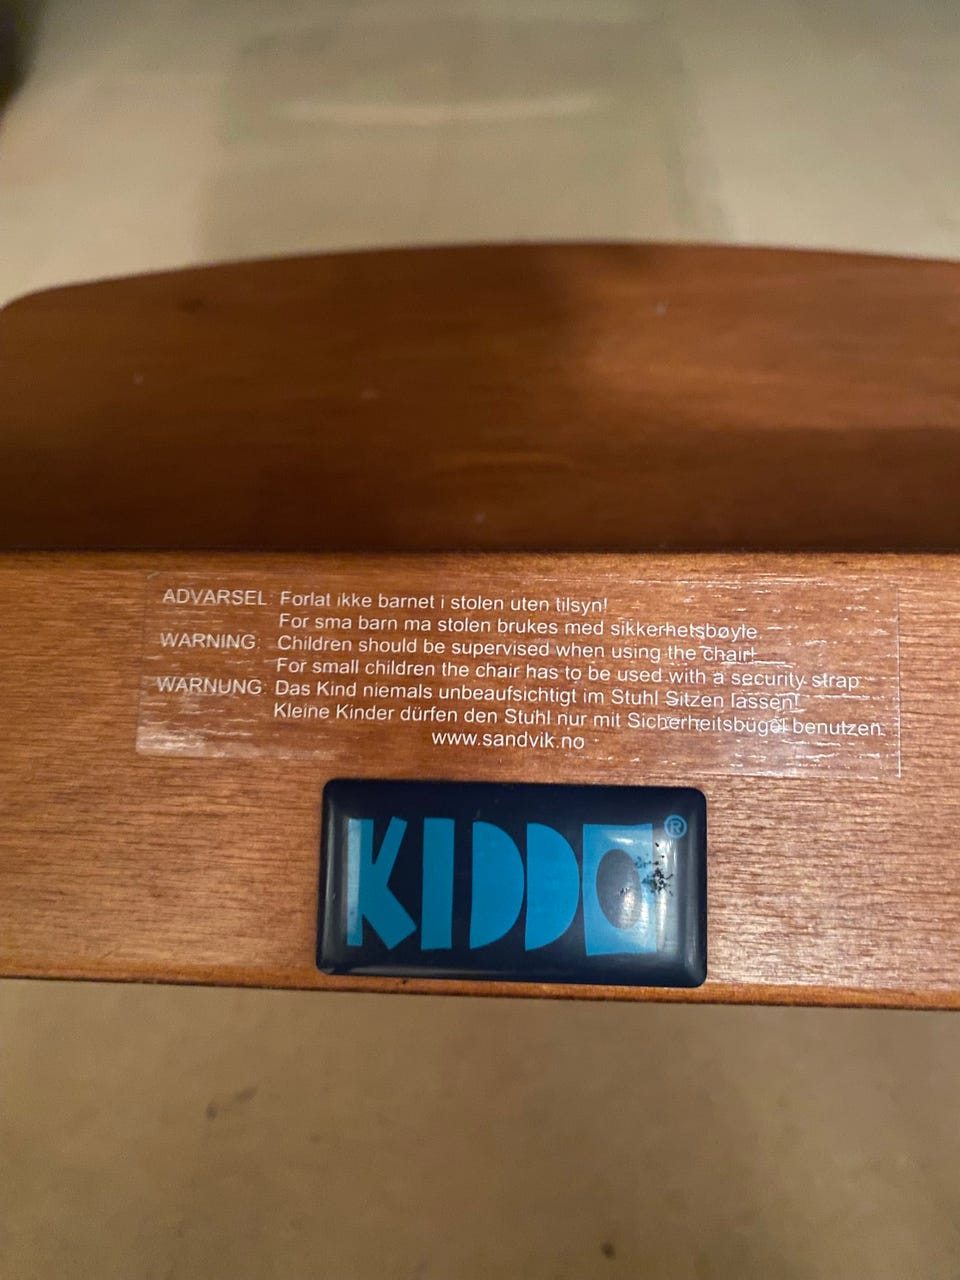 ADVARSEL: Forlat ikke barnet i stolen uten tilsyn!
For sma barn ma stolen brukes med sikkerhetsbøyle.
WARNING: Children should be supervised when using the chair!
For small children the chair has to be used with a security strap.
WARNUNG: Das Kind niemals unbeaufsichtigt im Stuhl Sitzen lassen!
Kleine Kinder dürfen den Stuhl nur mit Sicherheitsbügel benutzen.
www.sandvik.no
KIDDO®